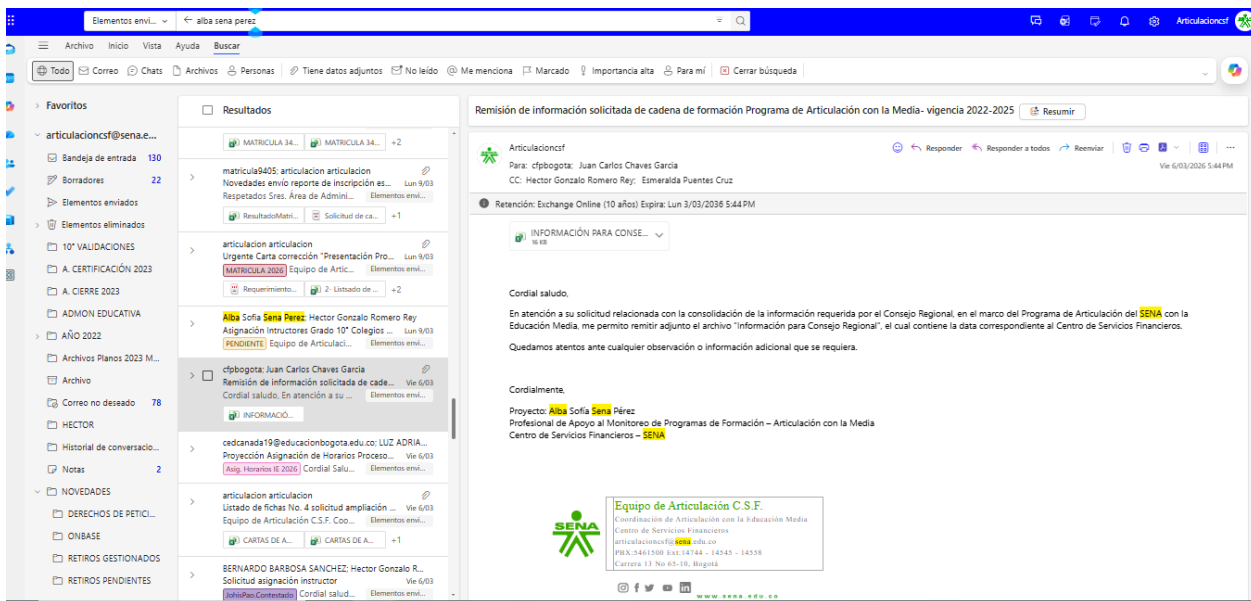 Elementos envi...
alba sena perez
Articulacioncsf
Archivo Inicio Vista Ayuda Buscar
Todo Correo Chats Archivos Personas Tiene datos adjuntos No leído Me menciona Marcado Importancia alta Para mí Cerrar búsqueda
Favoritos
articulacioncsf@sena.e...
Bandeja de entrada 130
Borradores 22
Elementos enviados
Elementos eliminados
10° VALIDACIONES
A. CERTIFICACIÓN 2023
A. CIERRE 2023
ADMON EDUCATIVA
AÑO 2022
Archivos Planos 2023 M...
Archivo
Correo no deseado 78
HECTOR
Historial de conversacio...
Notas 2
NOVEDADES
DERECHOS DE PETICI...
ONBASE
RETIROS GESTIONADOS
RETIROS PENDIENTES
Resultados
MATRICULA 34... MATRICULA 34... +2
matricula9405; articulacion articulacion
Novedades envío reporte de inscripción es... Lun 9/03
Respetados Sres. Área de Admini... Elementos envi...
ResultadoMatri... Solicitud de ca... +1
articulacion articulacion
Urgente Carta corrección "Presentación Pro... Lun 9/03
MATRICULA 2026 Equipo de Artic... Elementos envi...
Requerimiento... 2- Listsado de ... +2
Alba Sofia Sena Perez; Hector Gonzalo Romero Rey
Asignación Intructores Grado 10° Colegios ... Lun 9/03
PENDIENTE Equipo de Articulaci... Elementos envi...
cfpbogota; Juan Carlos Chaves Garcia
Remisión de información solicitada de cade... Vie 6/03
Cordial saludo, En atención a su ... Elementos envi...
INFORMACIÓ...
cedcanada19@educacionbogota.edu.co; LUZ ADRIA...
Proyección Asignación de Horarios Proceso... Vie 6/03
Asig. Horarios IE 2026 Cordial Salu... Elementos envi...
articulacion articulacion
Listado de fichas No. 4 solicitud ampliación ... Vie 6/03
Equipo de Articulación C.S.F. Coo... Elementos envi...
CARTAS DE A... CARTAS DE A... +1
BERNARDO BARBOSA SANCHEZ; Hector Gonzalo R...
Solicitud asignación instructor Vie 6/03
JohisPao.Contestado Cordial salud... Elementos envi...
Remisión de información solicitada de cadena de formación Programa de Articulación con la Media- vigencia 2022-2025 Resumir
Articulacioncsf
Responder Responder a todos Reenviar
Para: cfpbogota; Juan Carlos Chaves Garcia
Vie 6/03/2026 5:44 PM
CC: Hector Gonzalo Romero Rey; Esmeralda Puentes Cruz
Retención: Exchange Online (10 años) Expira: Lun 3/03/2036 5:44 PM
INFORMACIÓN PARA CONSE...
16 KB
Cordial saludo,
En atención a su solicitud relacionada con la consolidación de la información requerida por el Consejo Regional, en el marco del Programa de Articulación del SENA con la
Educación Media, me permito remitir adjunto el archivo "Información para Consejo Regional", el cual contiene la data correspondiente al Centro de Servicios Financieros.
Quedamos atentos ante cualquier observación o información adicional que se requiera.
Cordialmente,
Proyecto: Alba Sofía Sena Pérez
Profesional de Apoyo al Monitoreo de Programas de Formación – Articulación con la Media
Centro de Servicios Financieros – SENA
SENA
Equipo de Articulación C.S.F.
Coordinación de Articulación con la Educación Media
Centro de Servicios Financieros
articulacioncsf@sena.edu.co
PBX:5461500 Ext:14744 - 14545 - 14558
Carrera 13 No 65-10, Bogotá
www.sena.edu.co